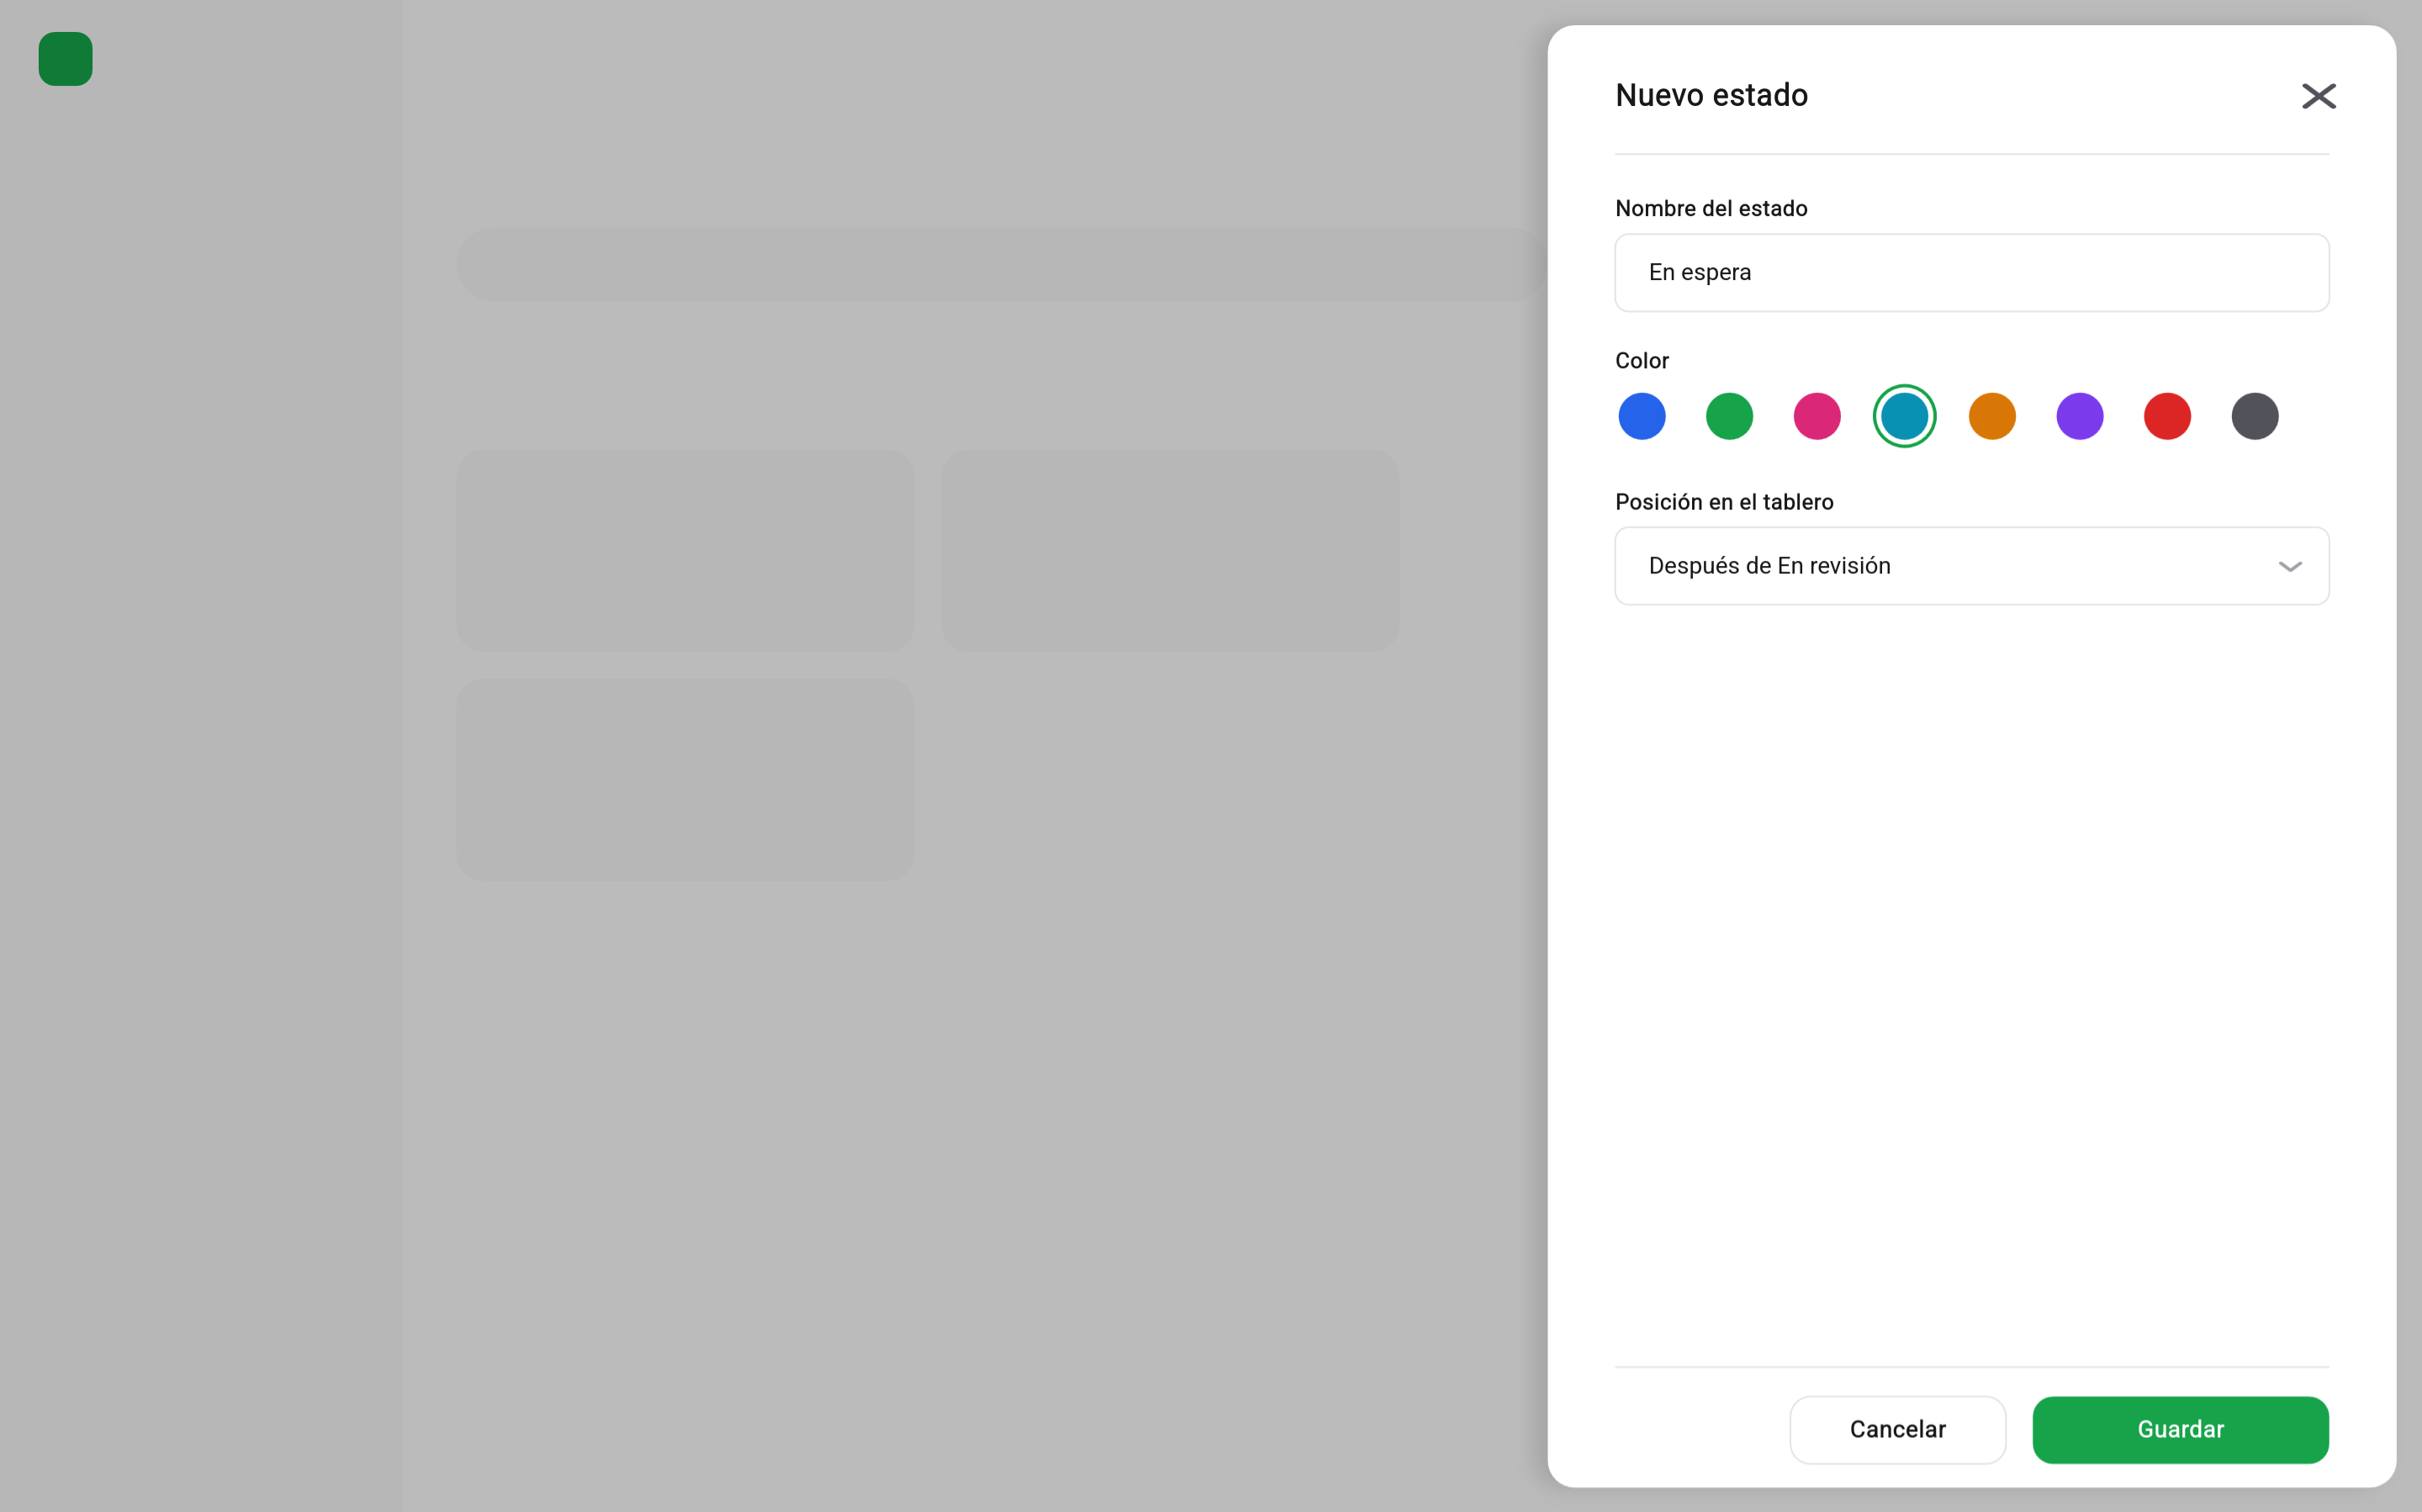 Nuevo estado
Nombre del estado
En espera
Color
Posición en el tablero
Después de En revisión
Cancelar
Guardar